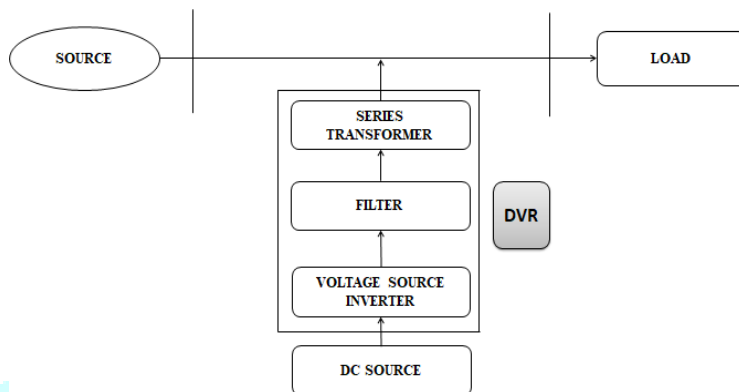 SOURCE
LOAD
SERIES
TRANSFORMER
FILTER
DVR
VOLTAGE SOURCE
INVERTER
DC SOURCE